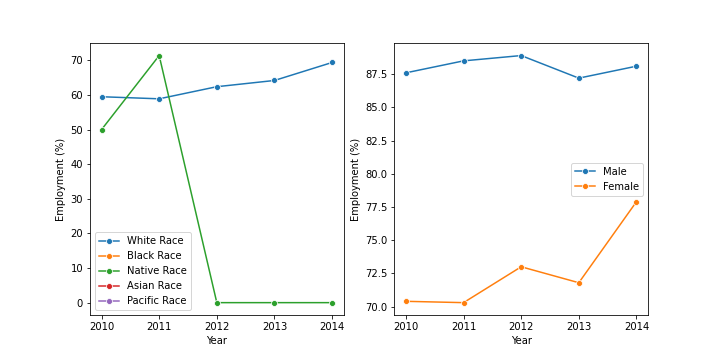 Employment (%)
70
60
50
40
30
20
10
0
2010 2011 2012 2013 2014
Year
White Race
Black Race
Native Race
Asian Race
Pacific Race
Employment (%)
87.5
85.0
82.5
80.0
77.5
75.0
72.5
70.0
2010 2011 2012 2013 2014
Year
Male
Female